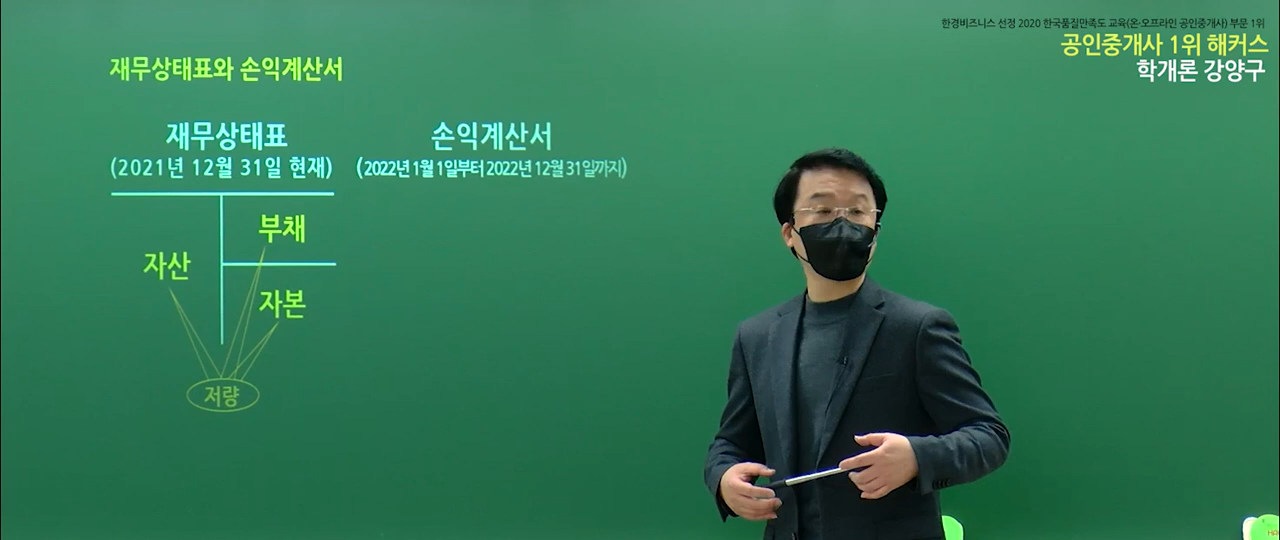 한경비즈니스 선정 2020 한국품질만족도 교육(온·오프라인 공인중개사) 부문 1위
공인중개사 1위 해커스
학개론 강양구
재무상태표와 손익계산서
재무상태표
(2021년 12월 31일 현재)
손익계산서
(2022년 1월 1일부터 2022년 12월 31일까지)
부채
자산
자본
저량